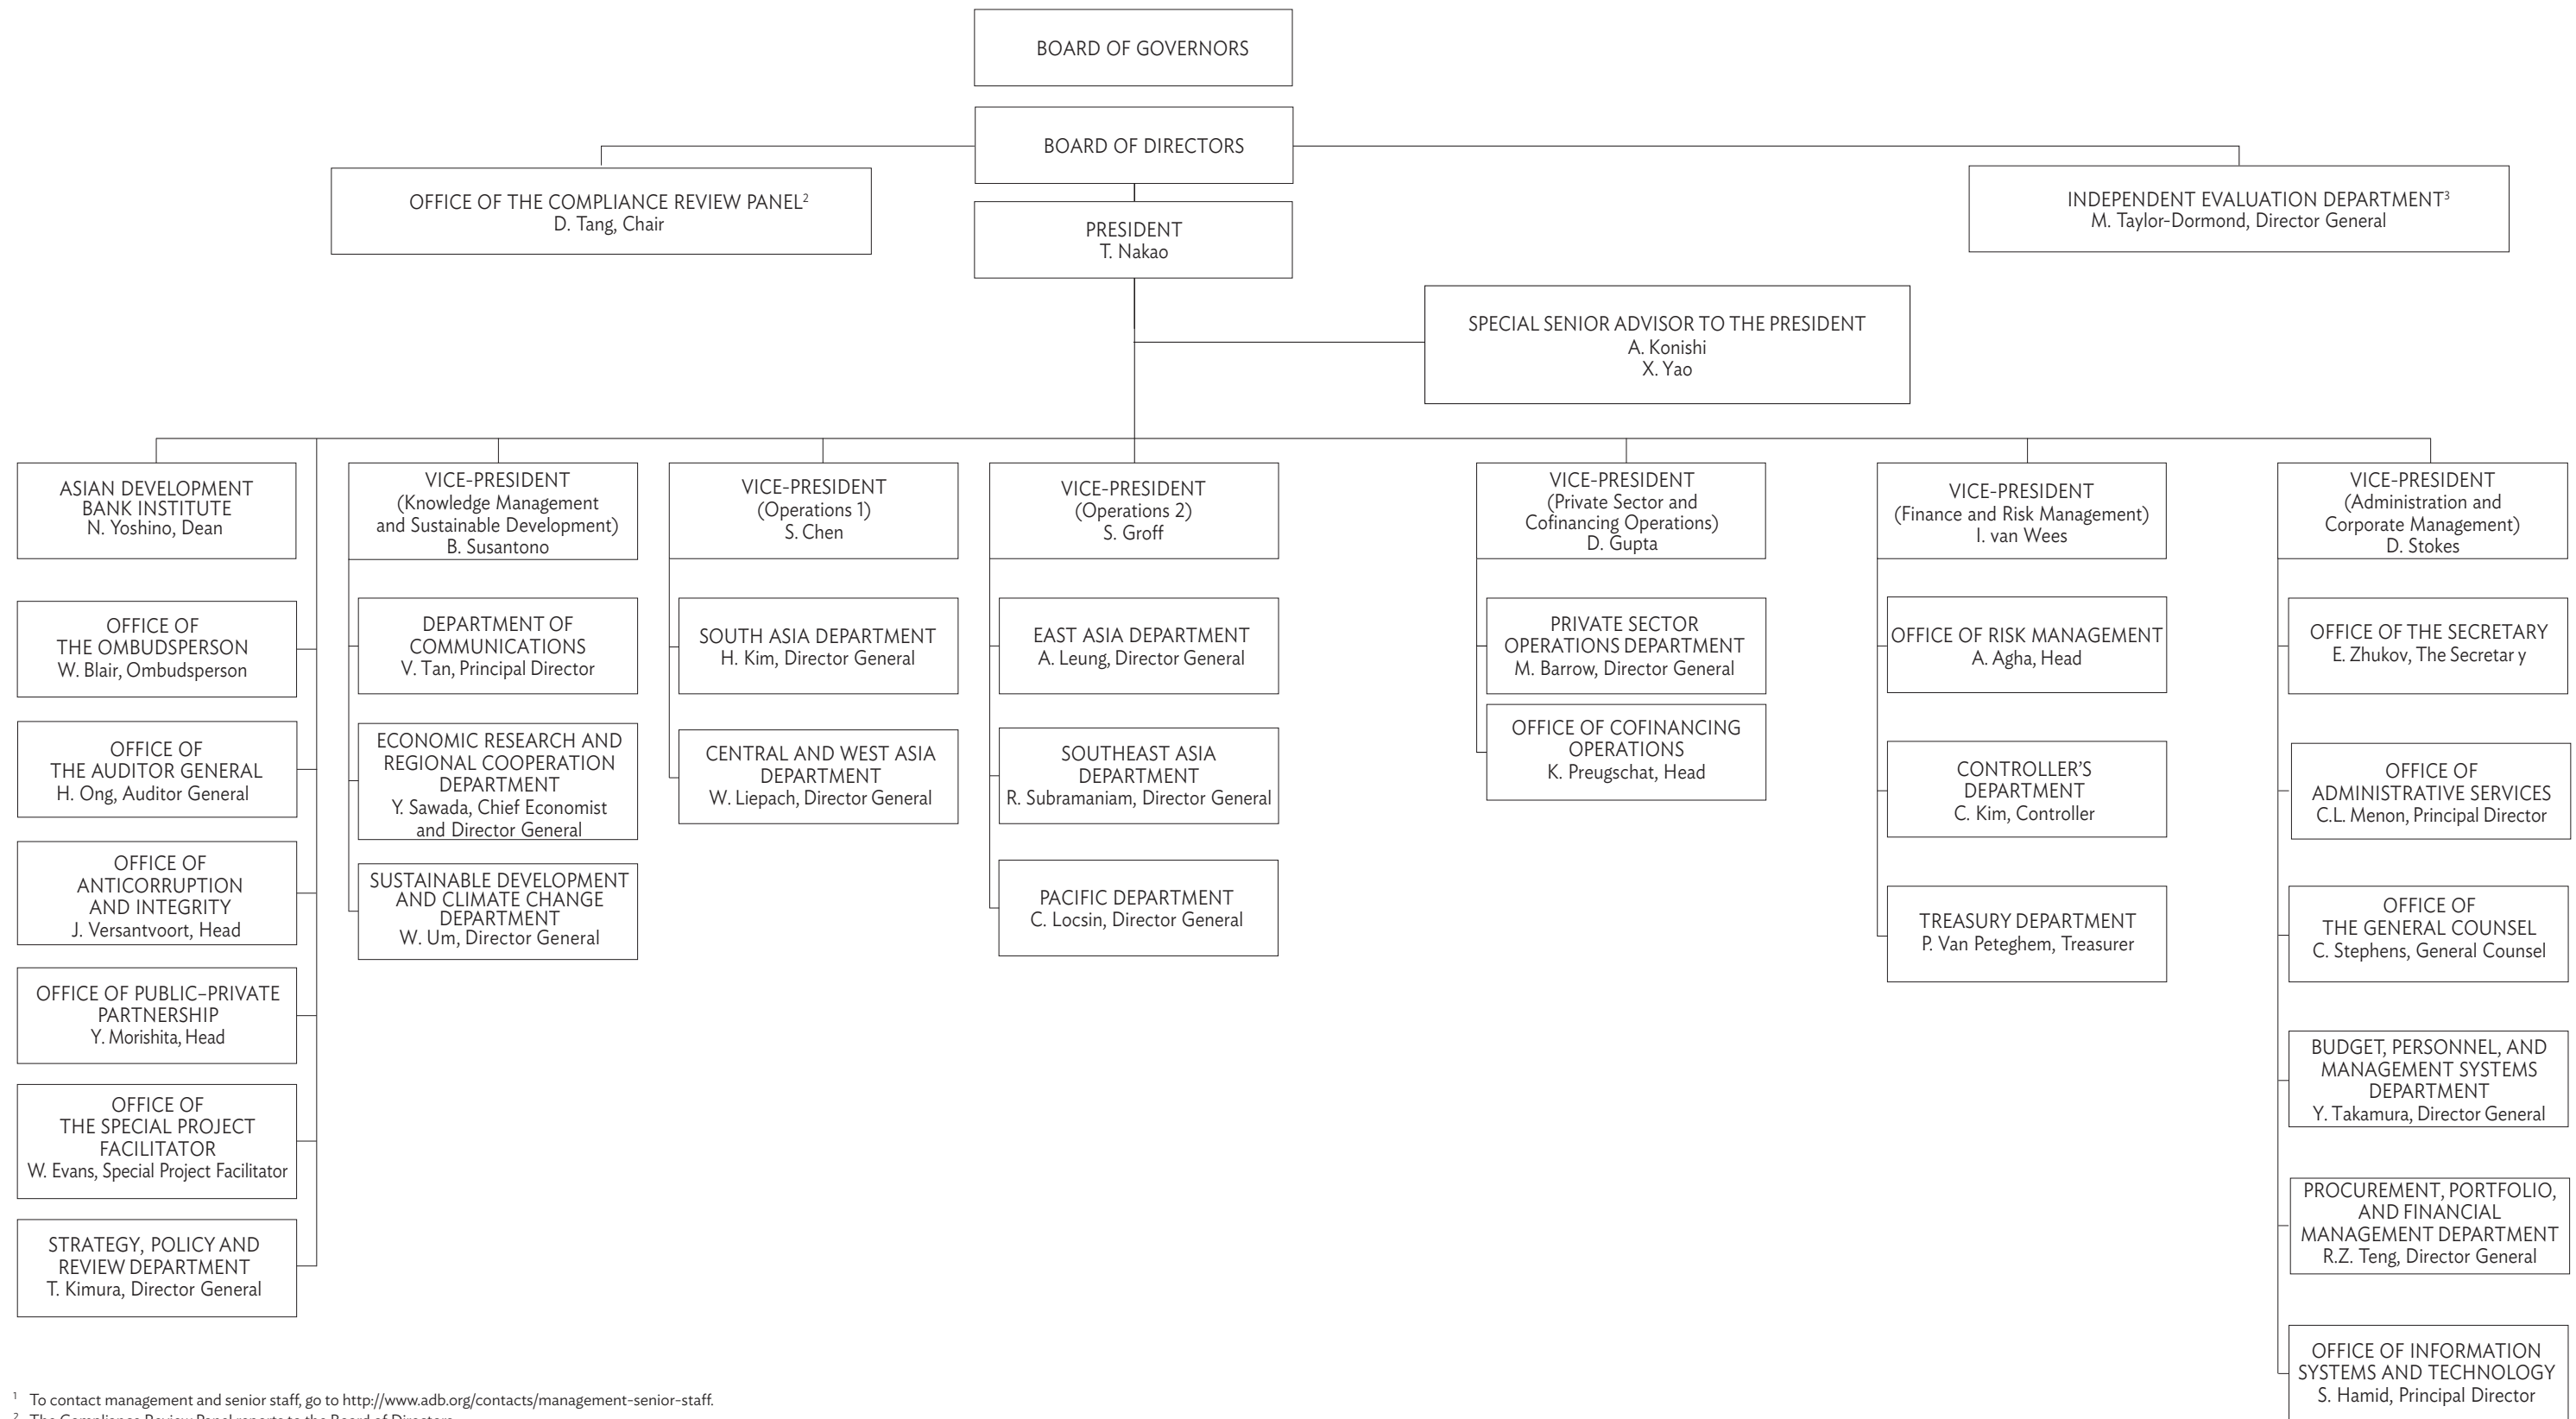 BOARD OF GOVERNORS
BOARD OF DIRECTORS
OFFICE OF THE COMPLIANCE REVIEW PANEL²
D. Tang, Chair
INDEPENDENT EVALUATION DEPARTMENT³
M. Taylor-Dormond, Director General
PRESIDENT
T. Nakao
SPECIAL SENIOR ADVISOR TO THE PRESIDENT
A. Konishi
X. Yao
ASIAN DEVELOPMENT
BANK INSTITUTE
N. Yoshino, Dean
OFFICE OF
THE OMBUDSPERSON
W. Blair, Ombudsperson
OFFICE OF
THE AUDITOR GENERAL
H. Ong, Auditor General
OFFICE OF
ANTICORRUPTION
AND INTEGRITY
J. Versantvoort, Head
OFFICE OF PUBLIC–PRIVATE
PARTNERSHIP
Y. Morishita, Head
OFFICE OF
THE SPECIAL PROJECT
FACILITATOR
W. Evans, Special Project Facilitator
STRATEGY, POLICY AND
REVIEW DEPARTMENT
T. Kimura, Director General
VICE-PRESIDENT
(Knowledge Management
and Sustainable Development)
B. Susantono
DEPARTMENT OF
COMMUNICATIONS
V. Tan, Principal Director
ECONOMIC RESEARCH AND
REGIONAL COOPERATION
DEPARTMENT
Y. Sawada, Chief Economist
and Director General
SUSTAINABLE DEVELOPMENT
AND CLIMATE CHANGE
DEPARTMENT
W. Um, Director General
VICE-PRESIDENT
(Operations 1)
S. Chen
SOUTH ASIA DEPARTMENT
H. Kim, Director General
CENTRAL AND WEST ASIA
DEPARTMENT
W. Liepach, Director General
VICE-PRESIDENT
(Operations 2)
S. Groff
EAST ASIA DEPARTMENT
A. Leung, Director General
SOUTHEAST ASIA
DEPARTMENT
R. Subramaniam, Director General
PACIFIC DEPARTMENT
C. Locsin, Director General
VICE-PRESIDENT
(Private Sector and
Cofinancing Operations)
D. Gupta
PRIVATE SECTOR
OPERATIONS DEPARTMENT
M. Barrow, Director General
OFFICE OF COFINANCING
OPERATIONS
K. Preugschat, Head
VICE-PRESIDENT
(Finance and Risk Management)
I. van Wees
OFFICE OF RISK MANAGEMENT
A. Agha, Head
CONTROLLER'S
DEPARTMENT
C. Kim, Controller
TREASURY DEPARTMENT
P. Van Peteghem, Treasurer
VICE-PRESIDENT
(Administration and
Corporate Management)
D. Stokes
OFFICE OF THE SECRETARY
E. Zhukov, The Secretar y
OFFICE OF
ADMINISTRATIVE SERVICES
C.L. Menon, Principal Director
OFFICE OF
THE GENERAL COUNSEL
C. Stephens, General Counsel
BUDGET, PERSONNEL, AND
MANAGEMENT SYSTEMS
DEPARTMENT
Y. Takamura, Director General
PROCUREMENT, PORTFOLIO,
AND FINANCIAL
MANAGEMENT DEPARTMENT
R.Z. Teng, Director General
OFFICE OF INFORMATION
SYSTEMS AND TECHNOLOGY
S. Hamid, Principal Director
¹ To contact management and senior staff, go to http://www.adb.org/contacts/management-senior-staff.
² The Compliance Review Panel reports to the Board of Directors.